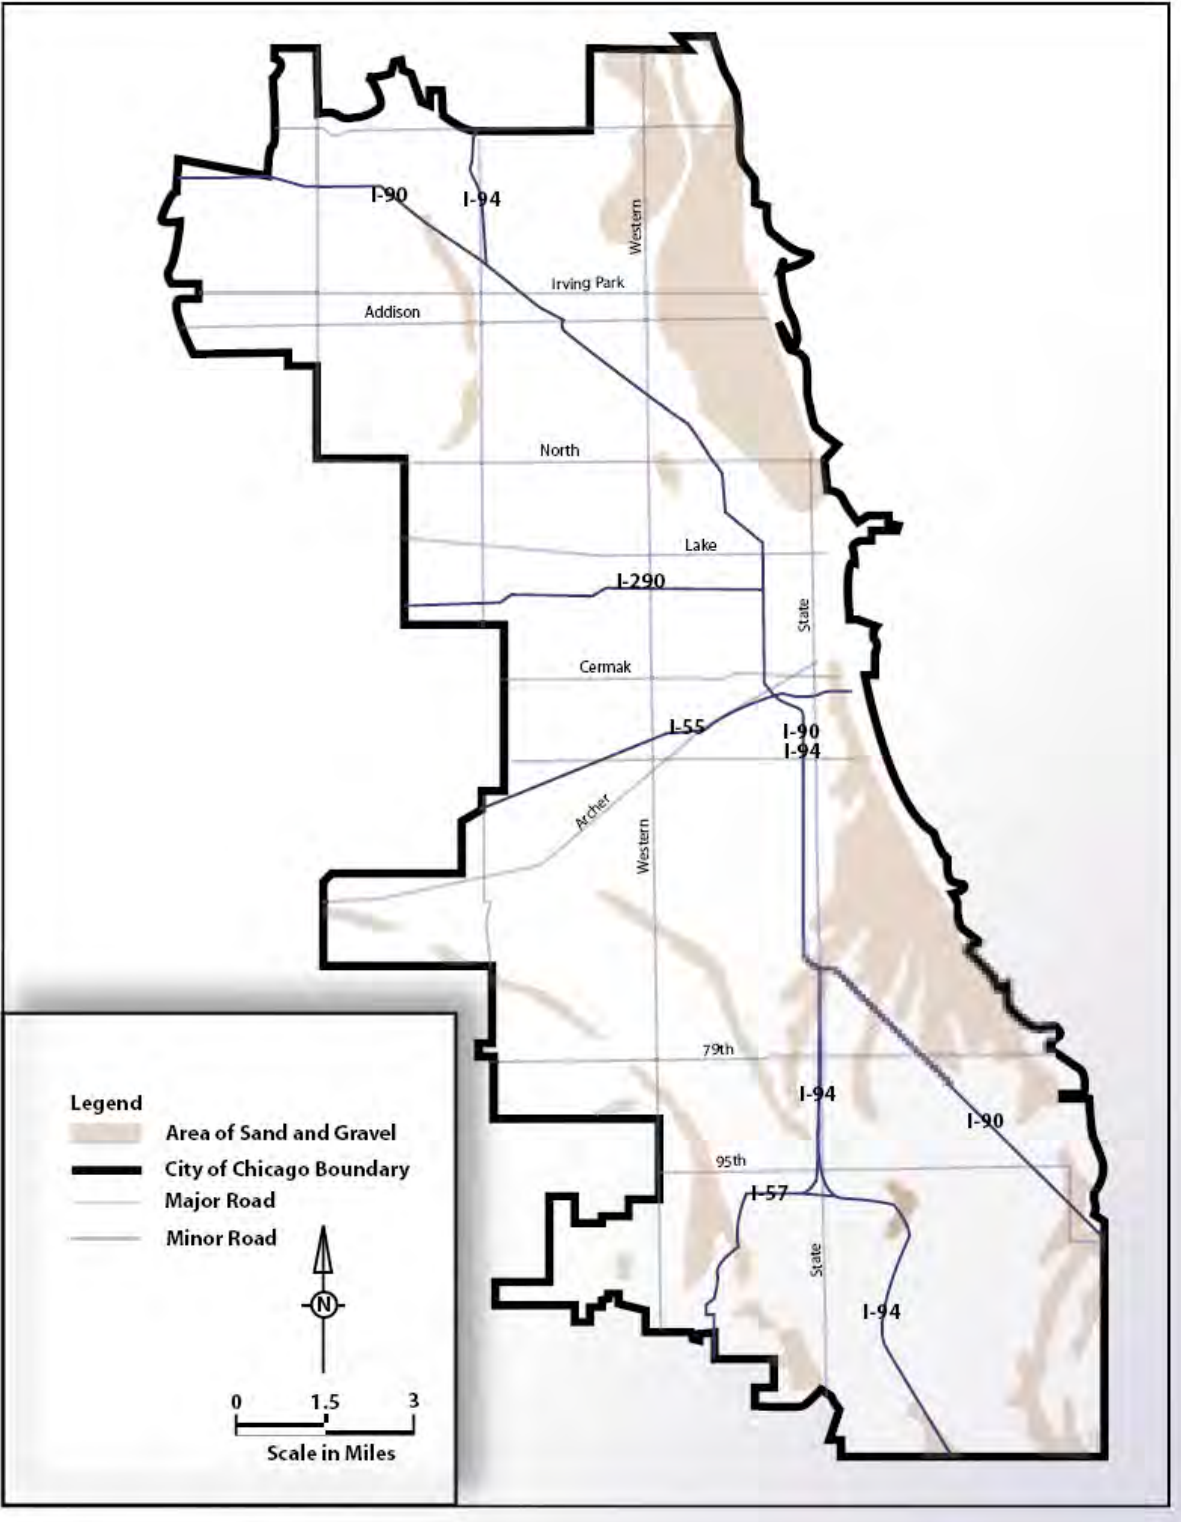 I-90
I-94
Western
Irving Park
Addison
North
Lake
I-290
State
Cermak
I-55
I-90
I-94
Archer
Western
79th
I-94
I-90
95th
I-57
State
I-94
Legend
Area of Sand and Gravel
City of Chicago Boundary
Major Road
Minor Road
N
0 1.5 3
Scale in Miles